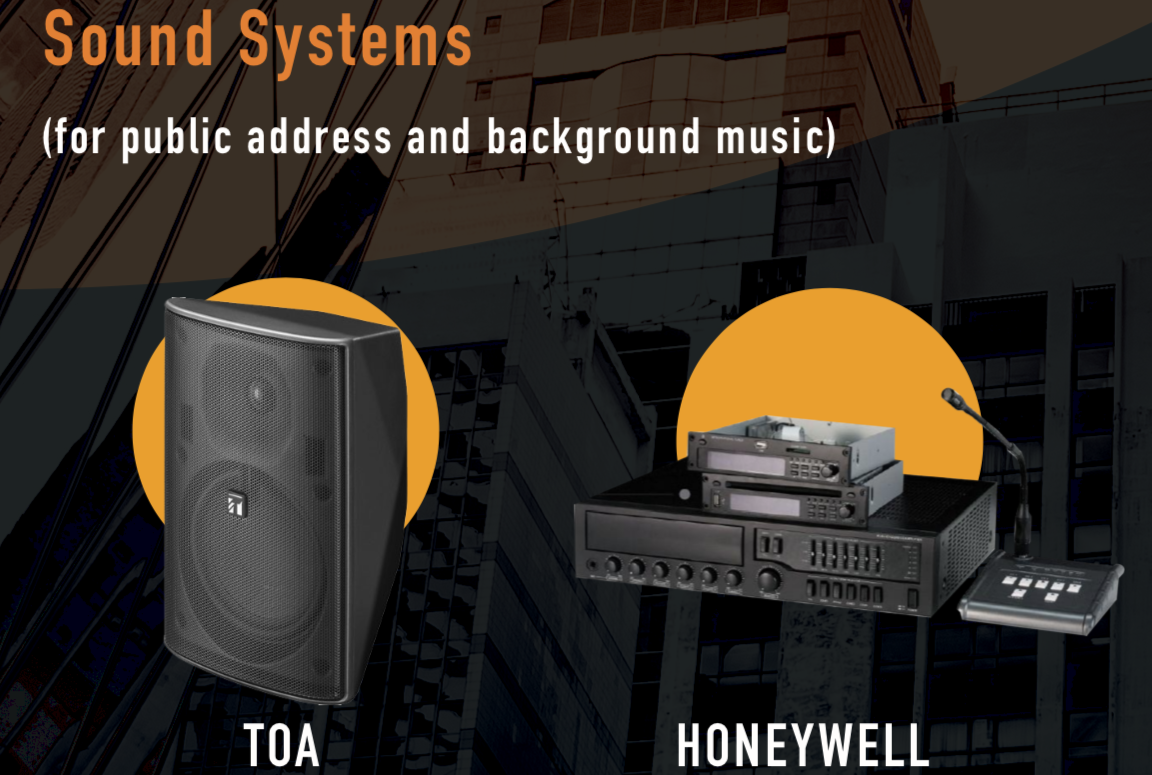 Sound Systems
(for public address and background music)
TOA
HONEYWELL